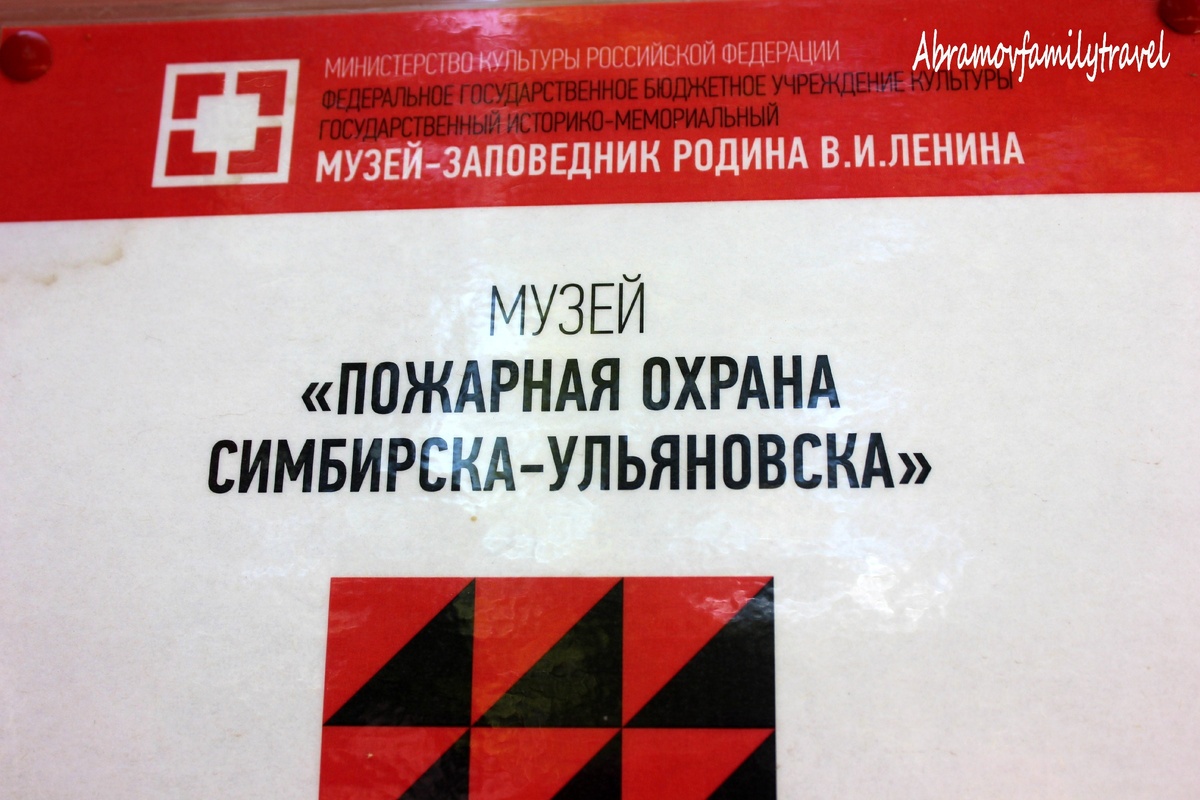 Abramovfamilytravel
МИНИСТЕРСТВО КУЛЬТУРЫ РОССИЙСКОЙ ФЕДЕРАЦИИ
ФЕДЕРАЛЬНОЕ ГОСУДАРСТВЕННОЕ БЮДЖЕТНОЕ УЧРЕЖДЕНИЕ КУЛЬТУРЫ
ГОСУДАРСТВЕННЫЙ ИСТОРИКО-МЕМОРИАЛЬНЫЙ
МУЗЕЙ-ЗАПОВЕДНИК РОДИНА В.И.ЛЕНИНА
МУЗЕЙ
«ПОЖАРНАЯ ОХРАНА
СИМБИРСКА-УЛЬЯНОВСКА»